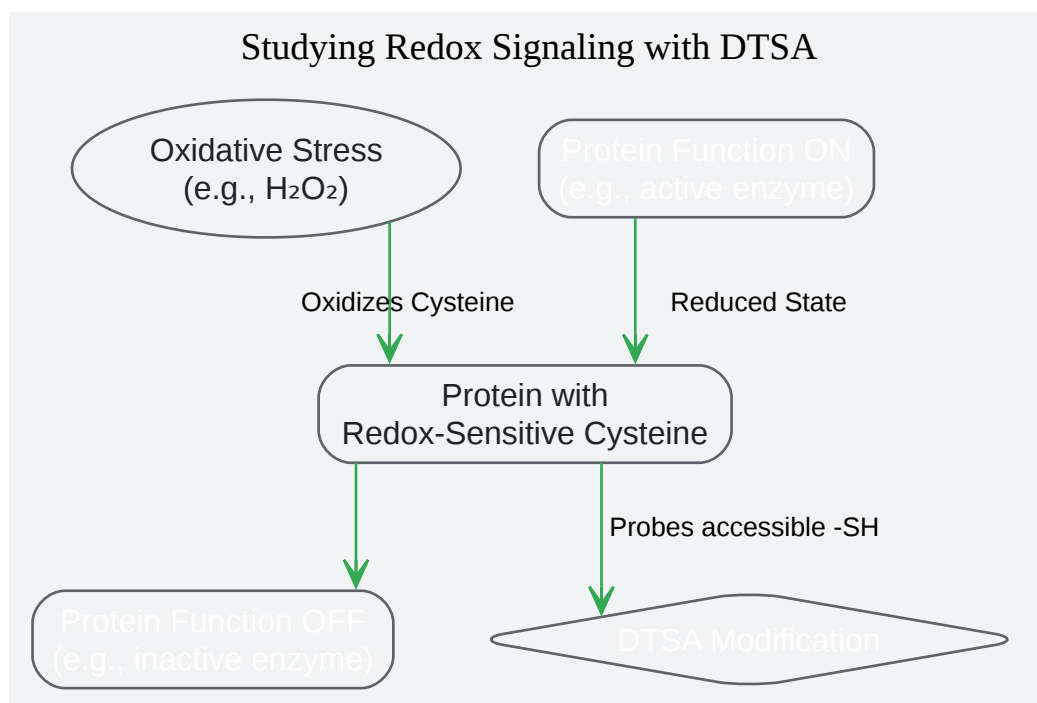 Studying Redox Signaling with DTSA
Oxidative Stress
(e.g., H₂O₂)
Protein Function ON
(e.g., active enzyme)
Oxidizes Cysteine
Reduced State
Protein with
Redox-Sensitive Cysteine
Probes accessible -SH
Protein Function OFF
(e.g., inactive enzyme)
DTSA Modification